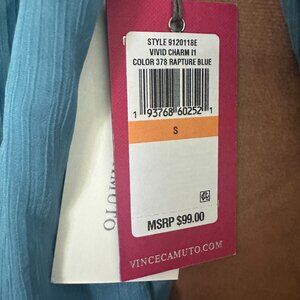 STYLE 9120118E
VIVID CHARM I1
COLOR 378 RAPTURE BLUE
1 93768 60252 1
S
MSRP $99.00
VINCECAMUTO.COM